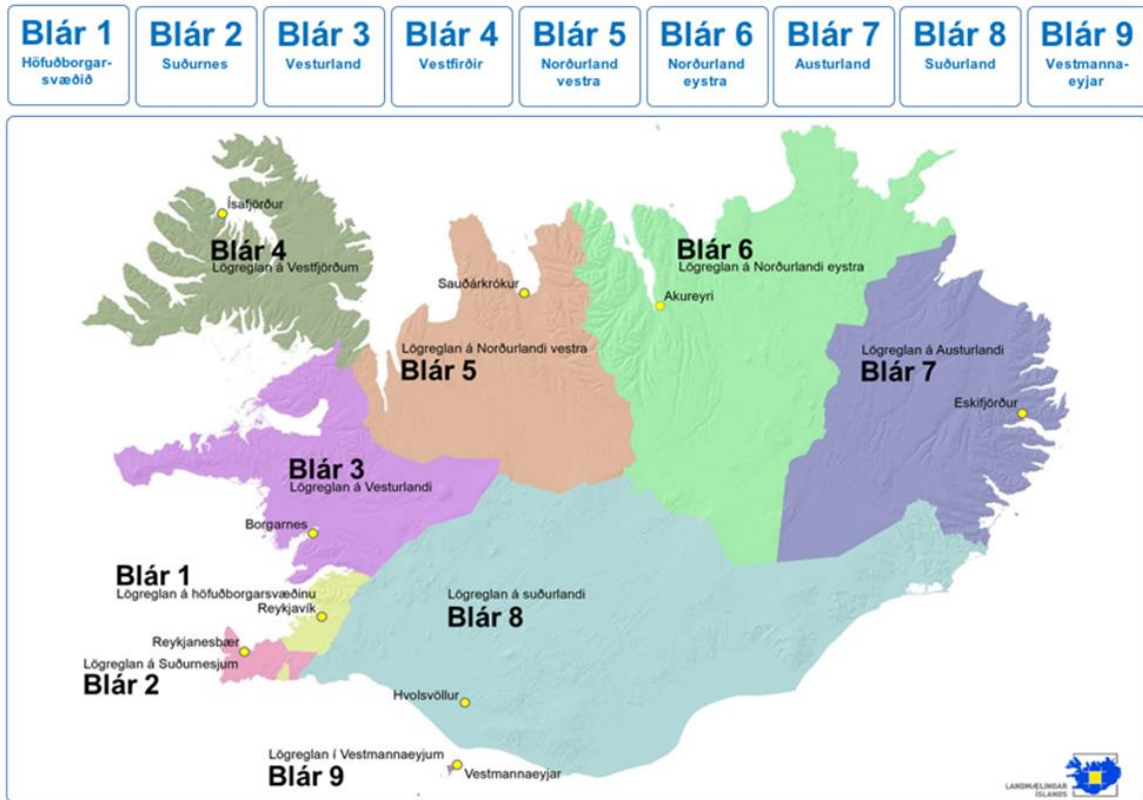 Blár 1
Höfuðborgar-
svæðið
Blár 2
Suðurnes
Blár 3
Vesturland
Blár 4
Vestfirðir
Blár 5
Norðurland
vestra
Blár 6
Norðurland
eystra
Blár 7
Austurland
Blár 8
Suðurland
Blár 9
Vestmanna-
eyjar
Ísafjörður
Blár 4
Lögreglan á Vestfjörðum
Blár 6
Lögreglan á Norðurlandi eystra
Sauðárkrókur
Akureyri
Lögreglan á Norðurlandi vestra
Blár 5
Lögreglan á Austurlandi
Blár 7
Eskifjörður
Blár 3
Lögreglan á Vesturlandi
Borgarnes
Blár 1
Lögreglan á höfuðborgarsvæðinu
Reykjavík
Lögreglan á suðurlandi
Blár 8
Reykjanesbær
Lögreglan á Suðurnesjum
Blár 2
Hvolsvöllur
Lögreglan í Vestmannaeyjum
Blár 9
Vestmannaeyjar
LANDMÆLINGAR
ÍSLANDS